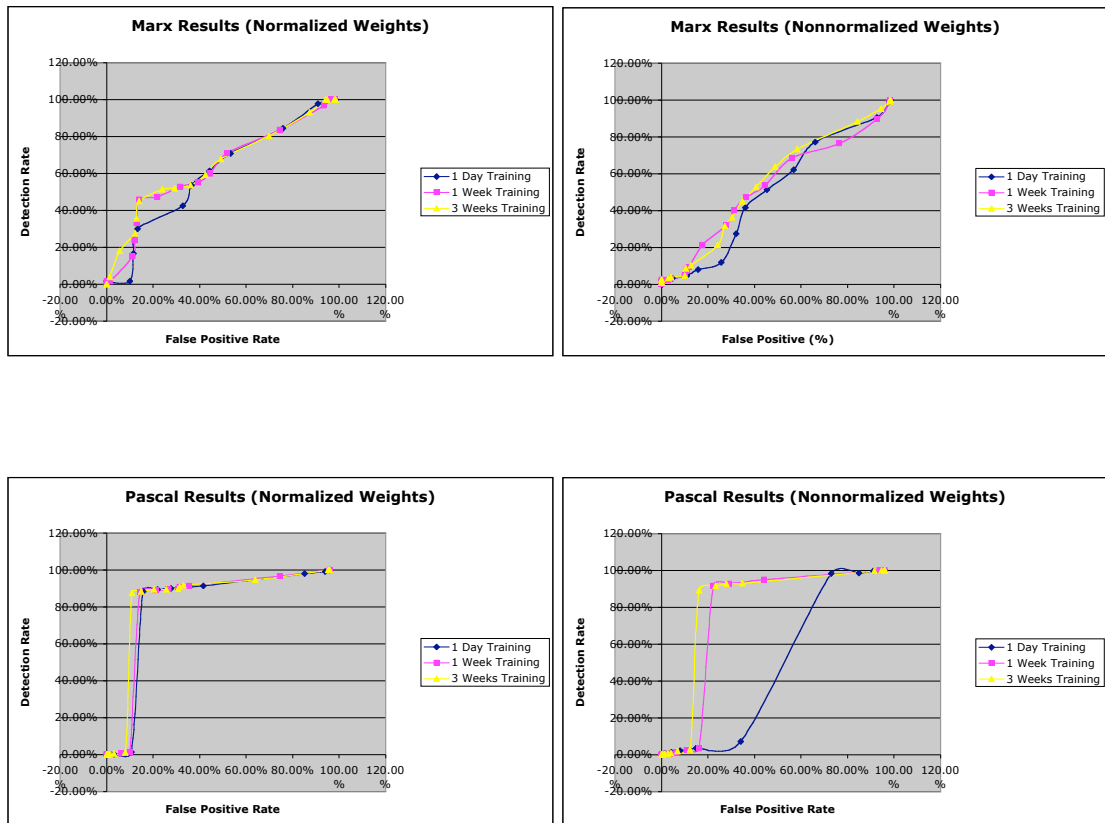 Marx Results (Normalized Weights)
120.00%
100.00%
80.00%
60.00%
40.00%
20.00%
0.00%
-20.00%
-20.00 %
0.00% 20.00% 40.00% 60.00% 80.00% 100.00 % 120.00 %
Detection Rate
False Positive Rate
1 Day Training
1 Week Training
3 Weeks Training
Marx Results (Nonnormalized Weights)
120.00%
100.00%
80.00%
60.00%
40.00%
20.00%
0.00%
-20.00%
-20.00 %
0.00% 20.00% 40.00% 60.00% 80.00% 100.00 % 120.00 %
Detection Rate
False Positive (%)
1 Day Training
1 Week Training
3 Weeks Training
Pascal Results (Normalized Weights)
120.00%
100.00%
80.00%
60.00%
40.00%
20.00%
0.00%
-20.00%
-20.00 %
0.00% 20.00% 40.00% 60.00% 80.00% 100.00 % 120.00 %
Detection Rate
False Positive Rate
1 Day Training
1 Week Training
3 Weeks Training
Pascal Results (Nonnormalized Weights)
120.00%
100.00%
80.00%
60.00%
40.00%
20.00%
0.00%
-20.00%
-20.00 %
0.00% 20.00% 40.00% 60.00% 80.00% 100.00 % 120.00 %
Detection Rate
False Positive Rate
1 Day Training
1 Week Training
3 Weeks Training